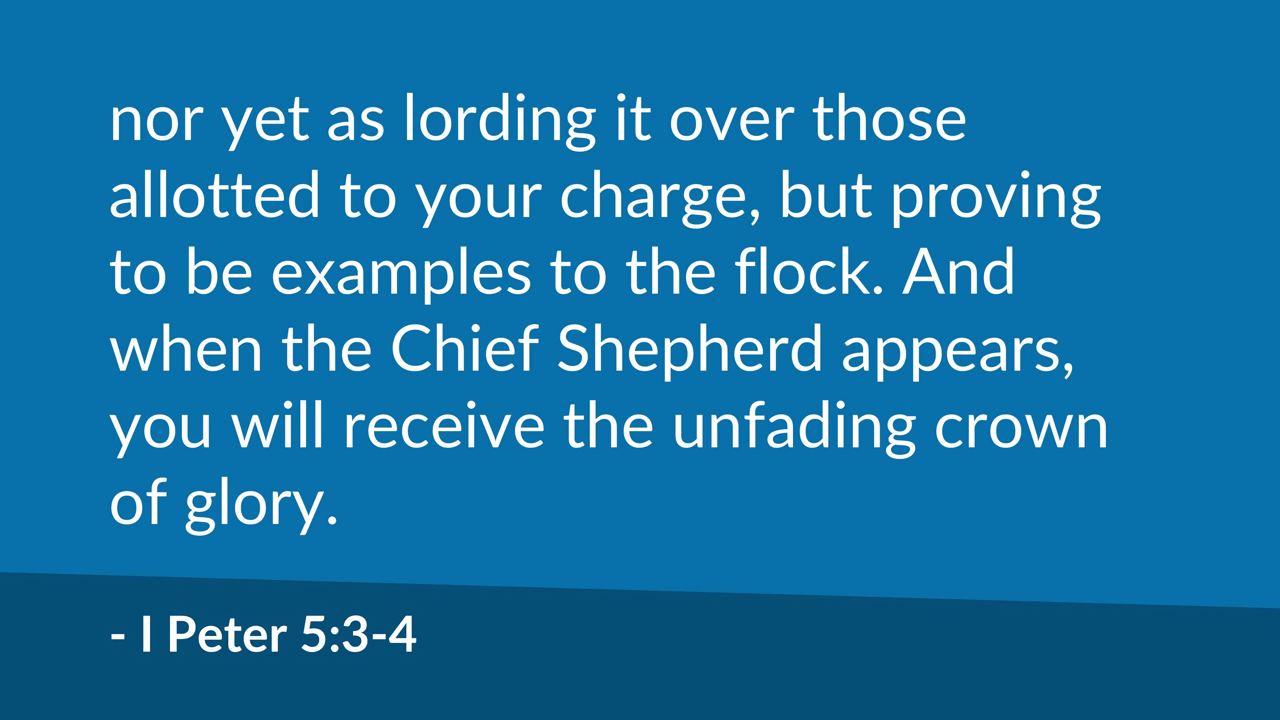 nor yet as lording it over those
allotted to your charge, but proving
to be examples to the flock. And
when the Chief Shepherd appears,
you will receive the unfading crown
of glory.
- I Peter 5:3-4